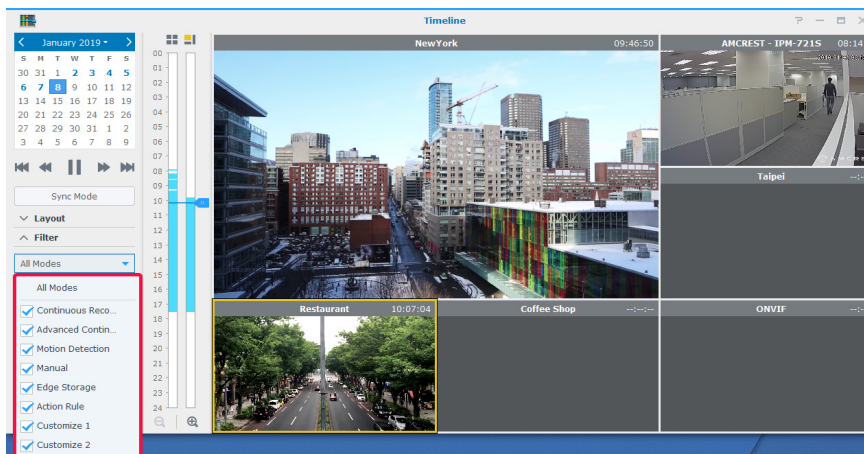 Timeline
January 2019
S M T W T F S
30 31 1 2 3 4 5
6 7 8 9 10 11 12
13 14 15 16 17 18 19
20 21 22 23 24 25 26
27 28 29 30 31 1 2
3 4 5 6 7 8 9
Sync Mode
Layout
Filter
All Modes
All Modes
Continuous Reco...
Advanced Contin...
Motion Detection
Manual
Edge Storage
Action Rule
Customize 1
Customize 2
00
01
02
03
04
05
06
07
08
09
10
11
12
13
14
15
16
17
18
19
20
21
22
23
24
NewYork 09:46:50
AMCREST - IPM-721S 08:14
Taipei --:-
Restaurant 10:07:04
Coffee Shop --:--:--
ONVIF --:-